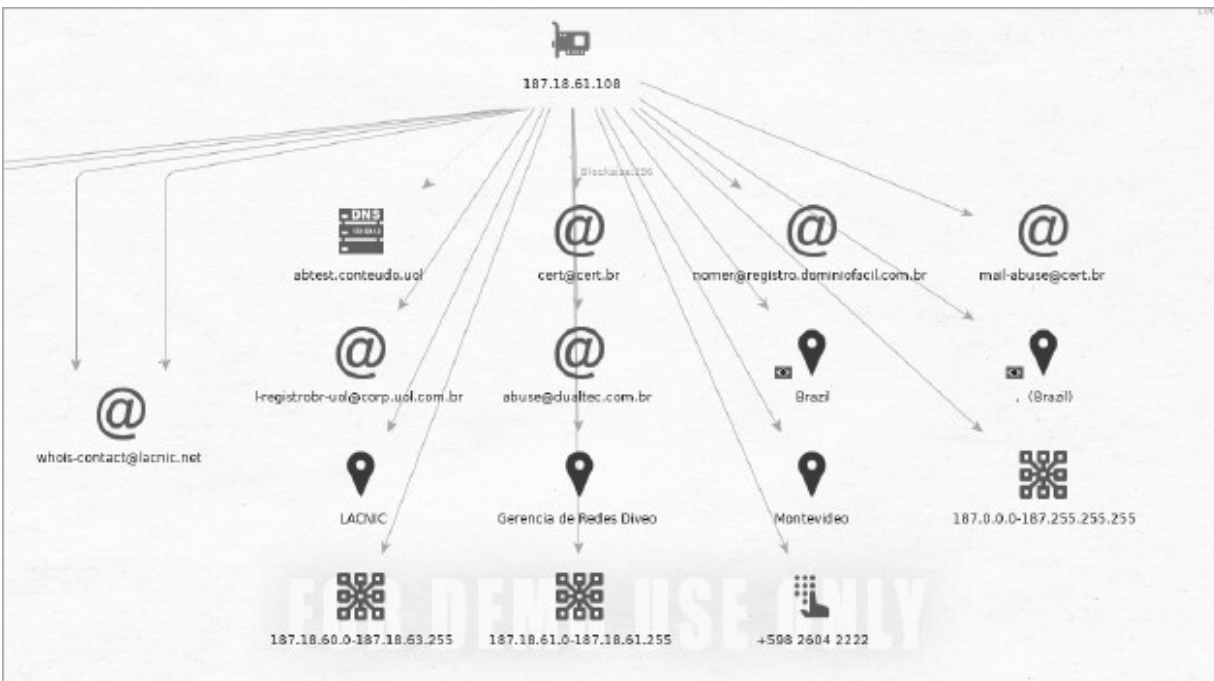 187.18.61.108
Blocksize:256
DNS
abtest.conteudo.uol
cert@cert.br
nomer@registro.dominiofacil.com.br
mail-abuse@cert.br
l-registrobr-uol@corp.uol.com.br
abuse@dualtec.com.br
Brazil
, (Brazil)
whois-contact@lacnic.net
LACNIC
Gerencia de Redes Diveo
Montevideo
187.0.0.0-187.255.255.255
FOR DEMO USE ONLY
187.18.60.0-187.18.63.255
187.18.61.0-187.18.61.255
+598 2604 2222